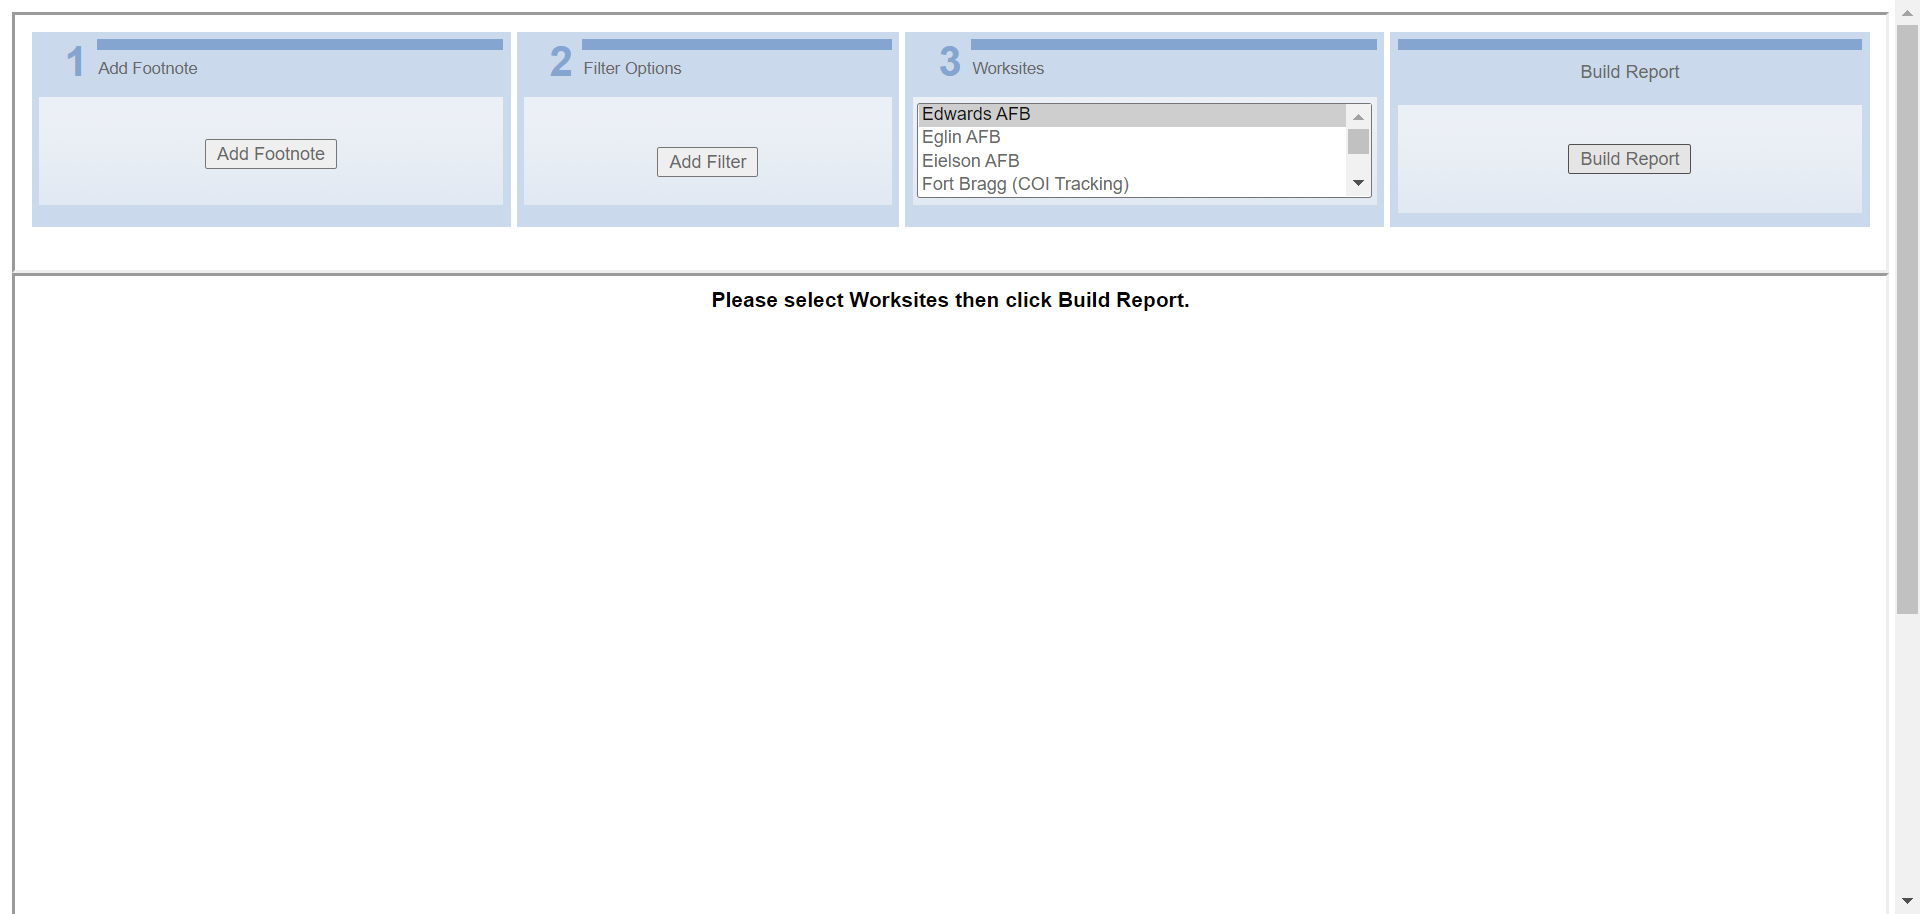 1 Add Footnote
Add Footnote
2 Filter Options
Add Filter
3 Worksites
Edwards AFB
Eglin AFB
Eielson AFB
Fort Bragg (COI Tracking)
Build Report
Build Report
Please select Worksites then click Build Report.